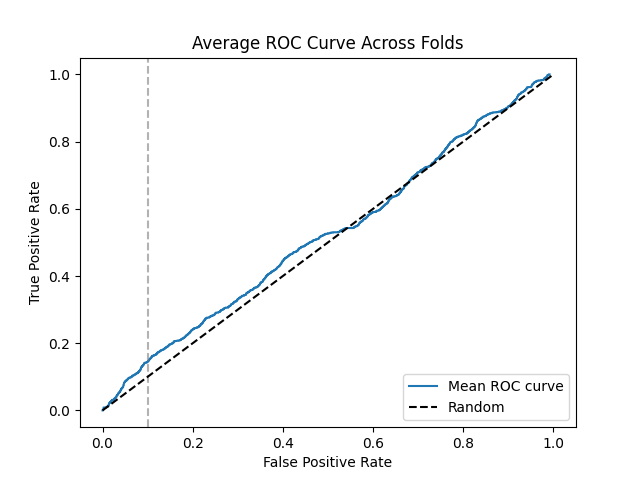 Average ROC Curve Across Folds
1.0
0.8
0.6
0.4
0.2
0.0
True Positive Rate
Mean ROC curve
Random
0.0 0.2 0.4 0.6 0.8 1.0
False Positive Rate